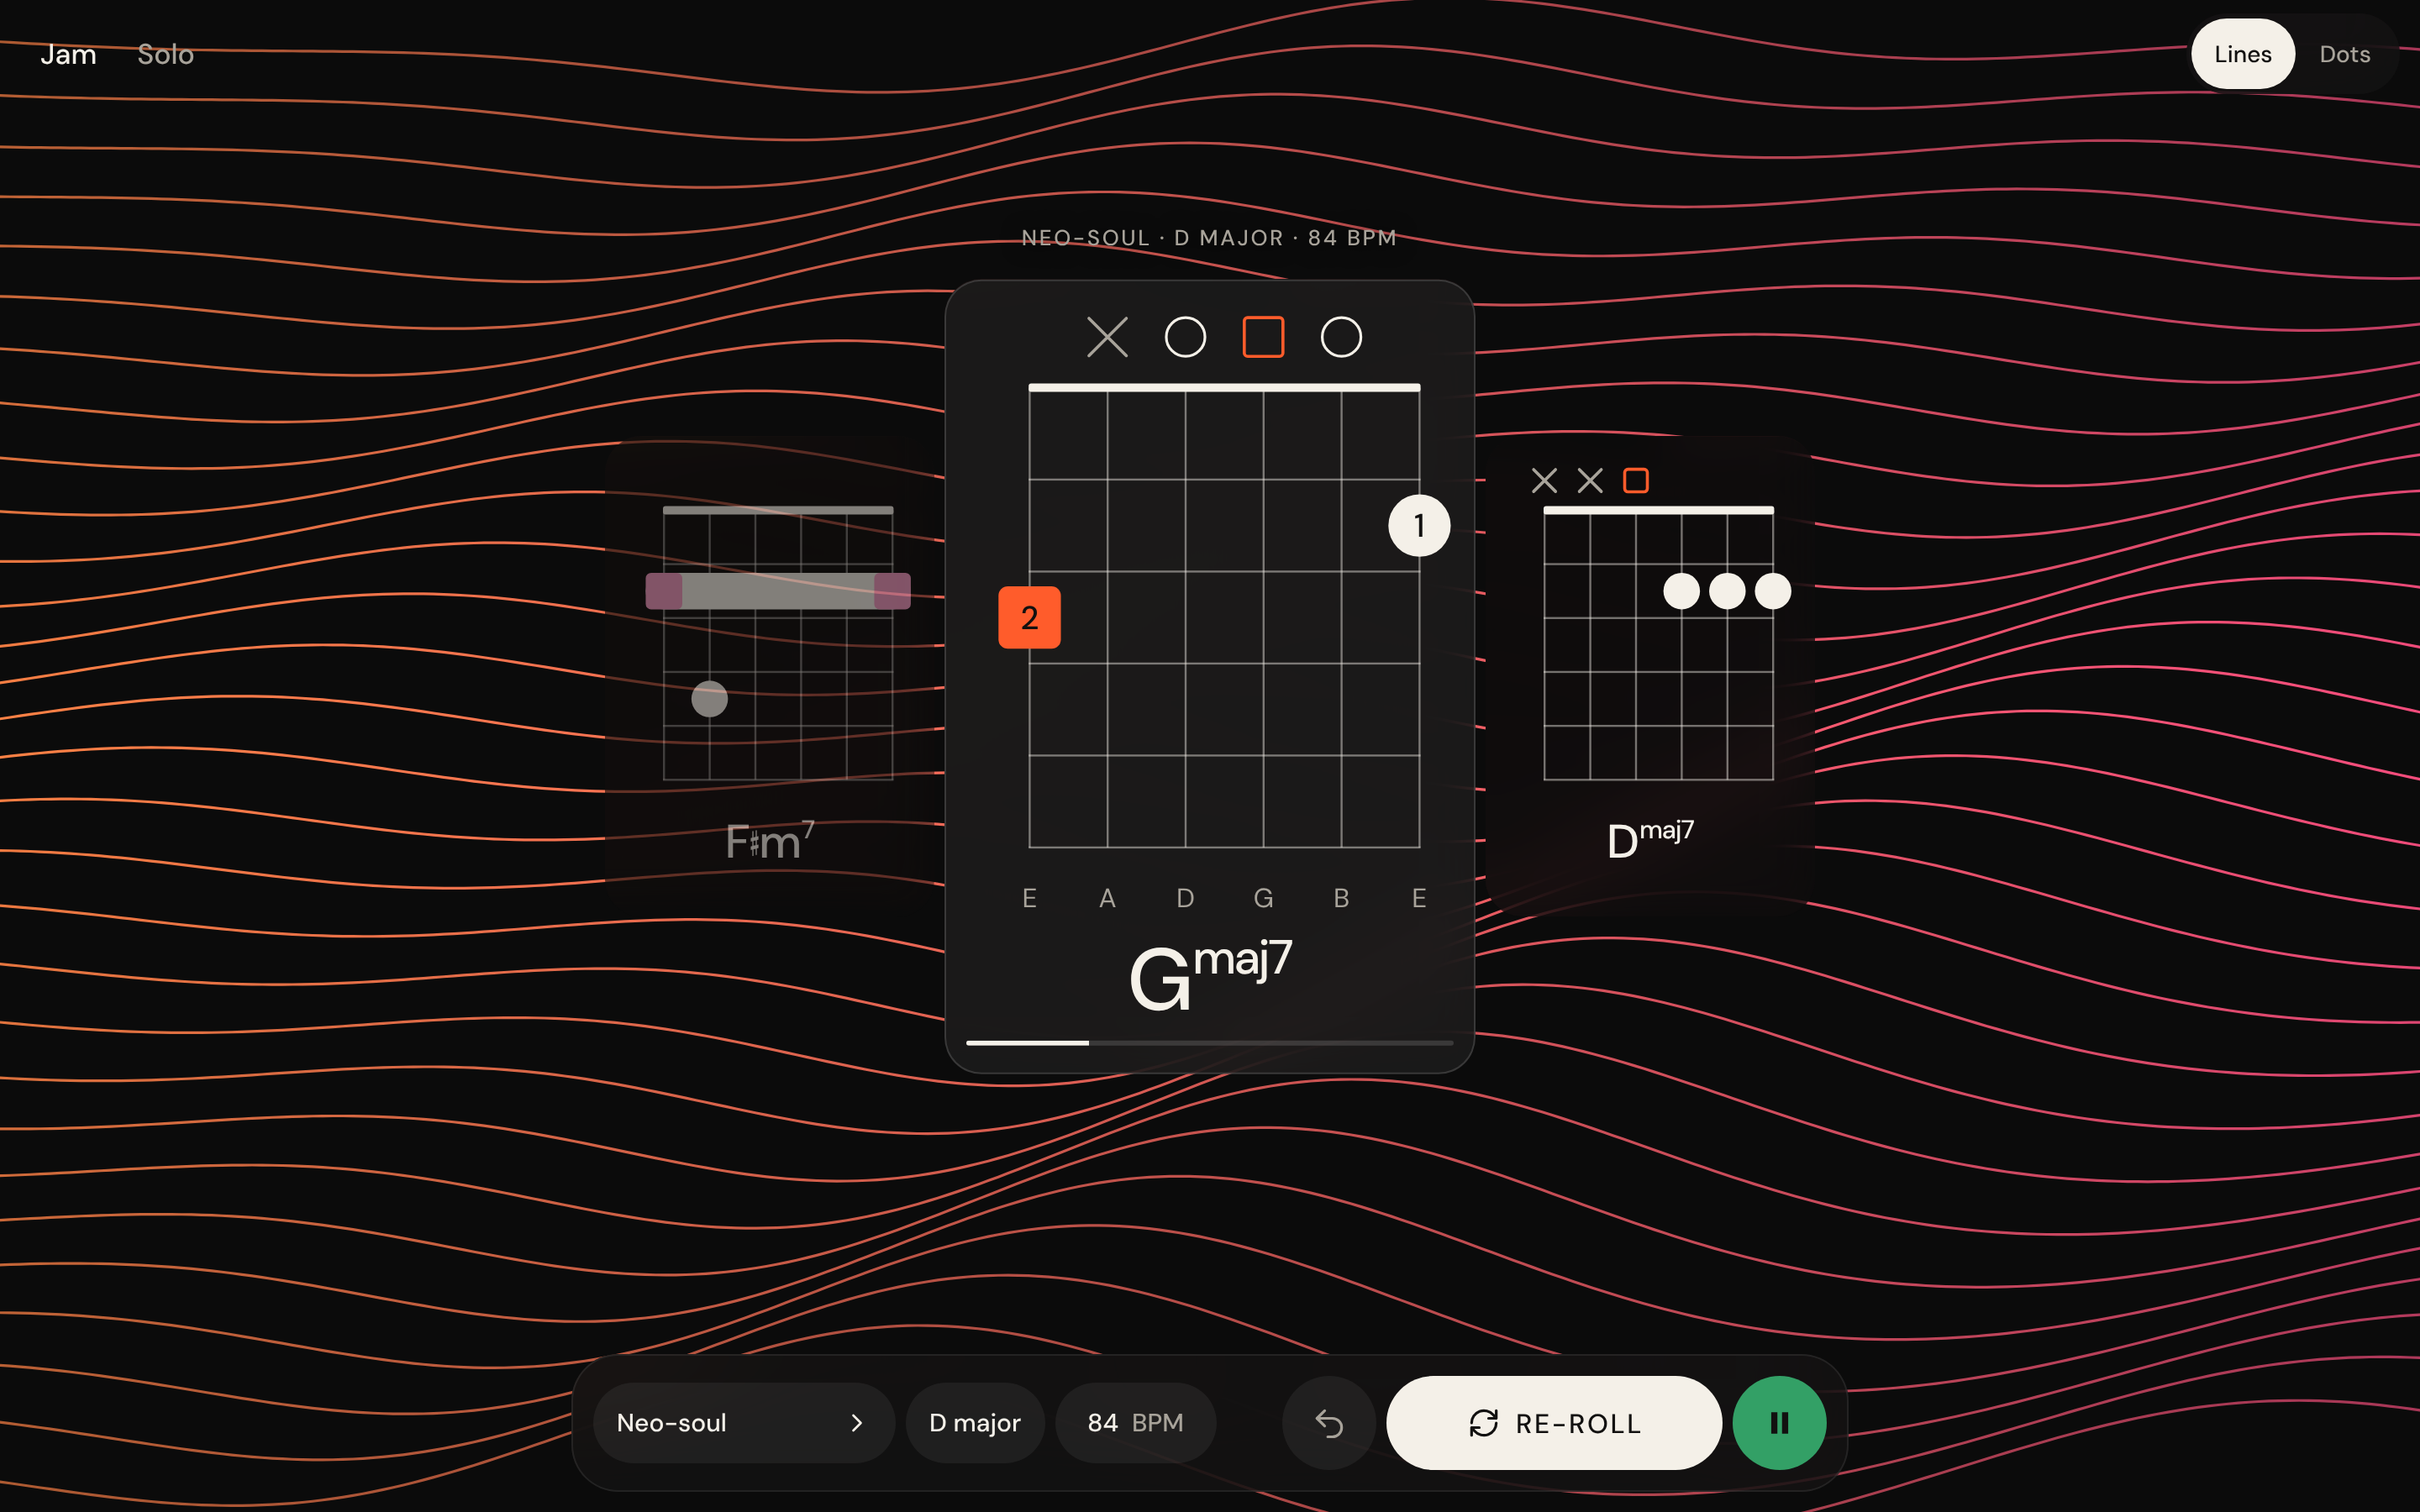 Jam Solo
Lines Dots
NEO-SOUL · D MAJOR · 84 BPM
1
2
E A D G B E
F♯m7
Gmaj7
Dmaj7
Neo-soul
D major
84 BPM
RE-ROLL